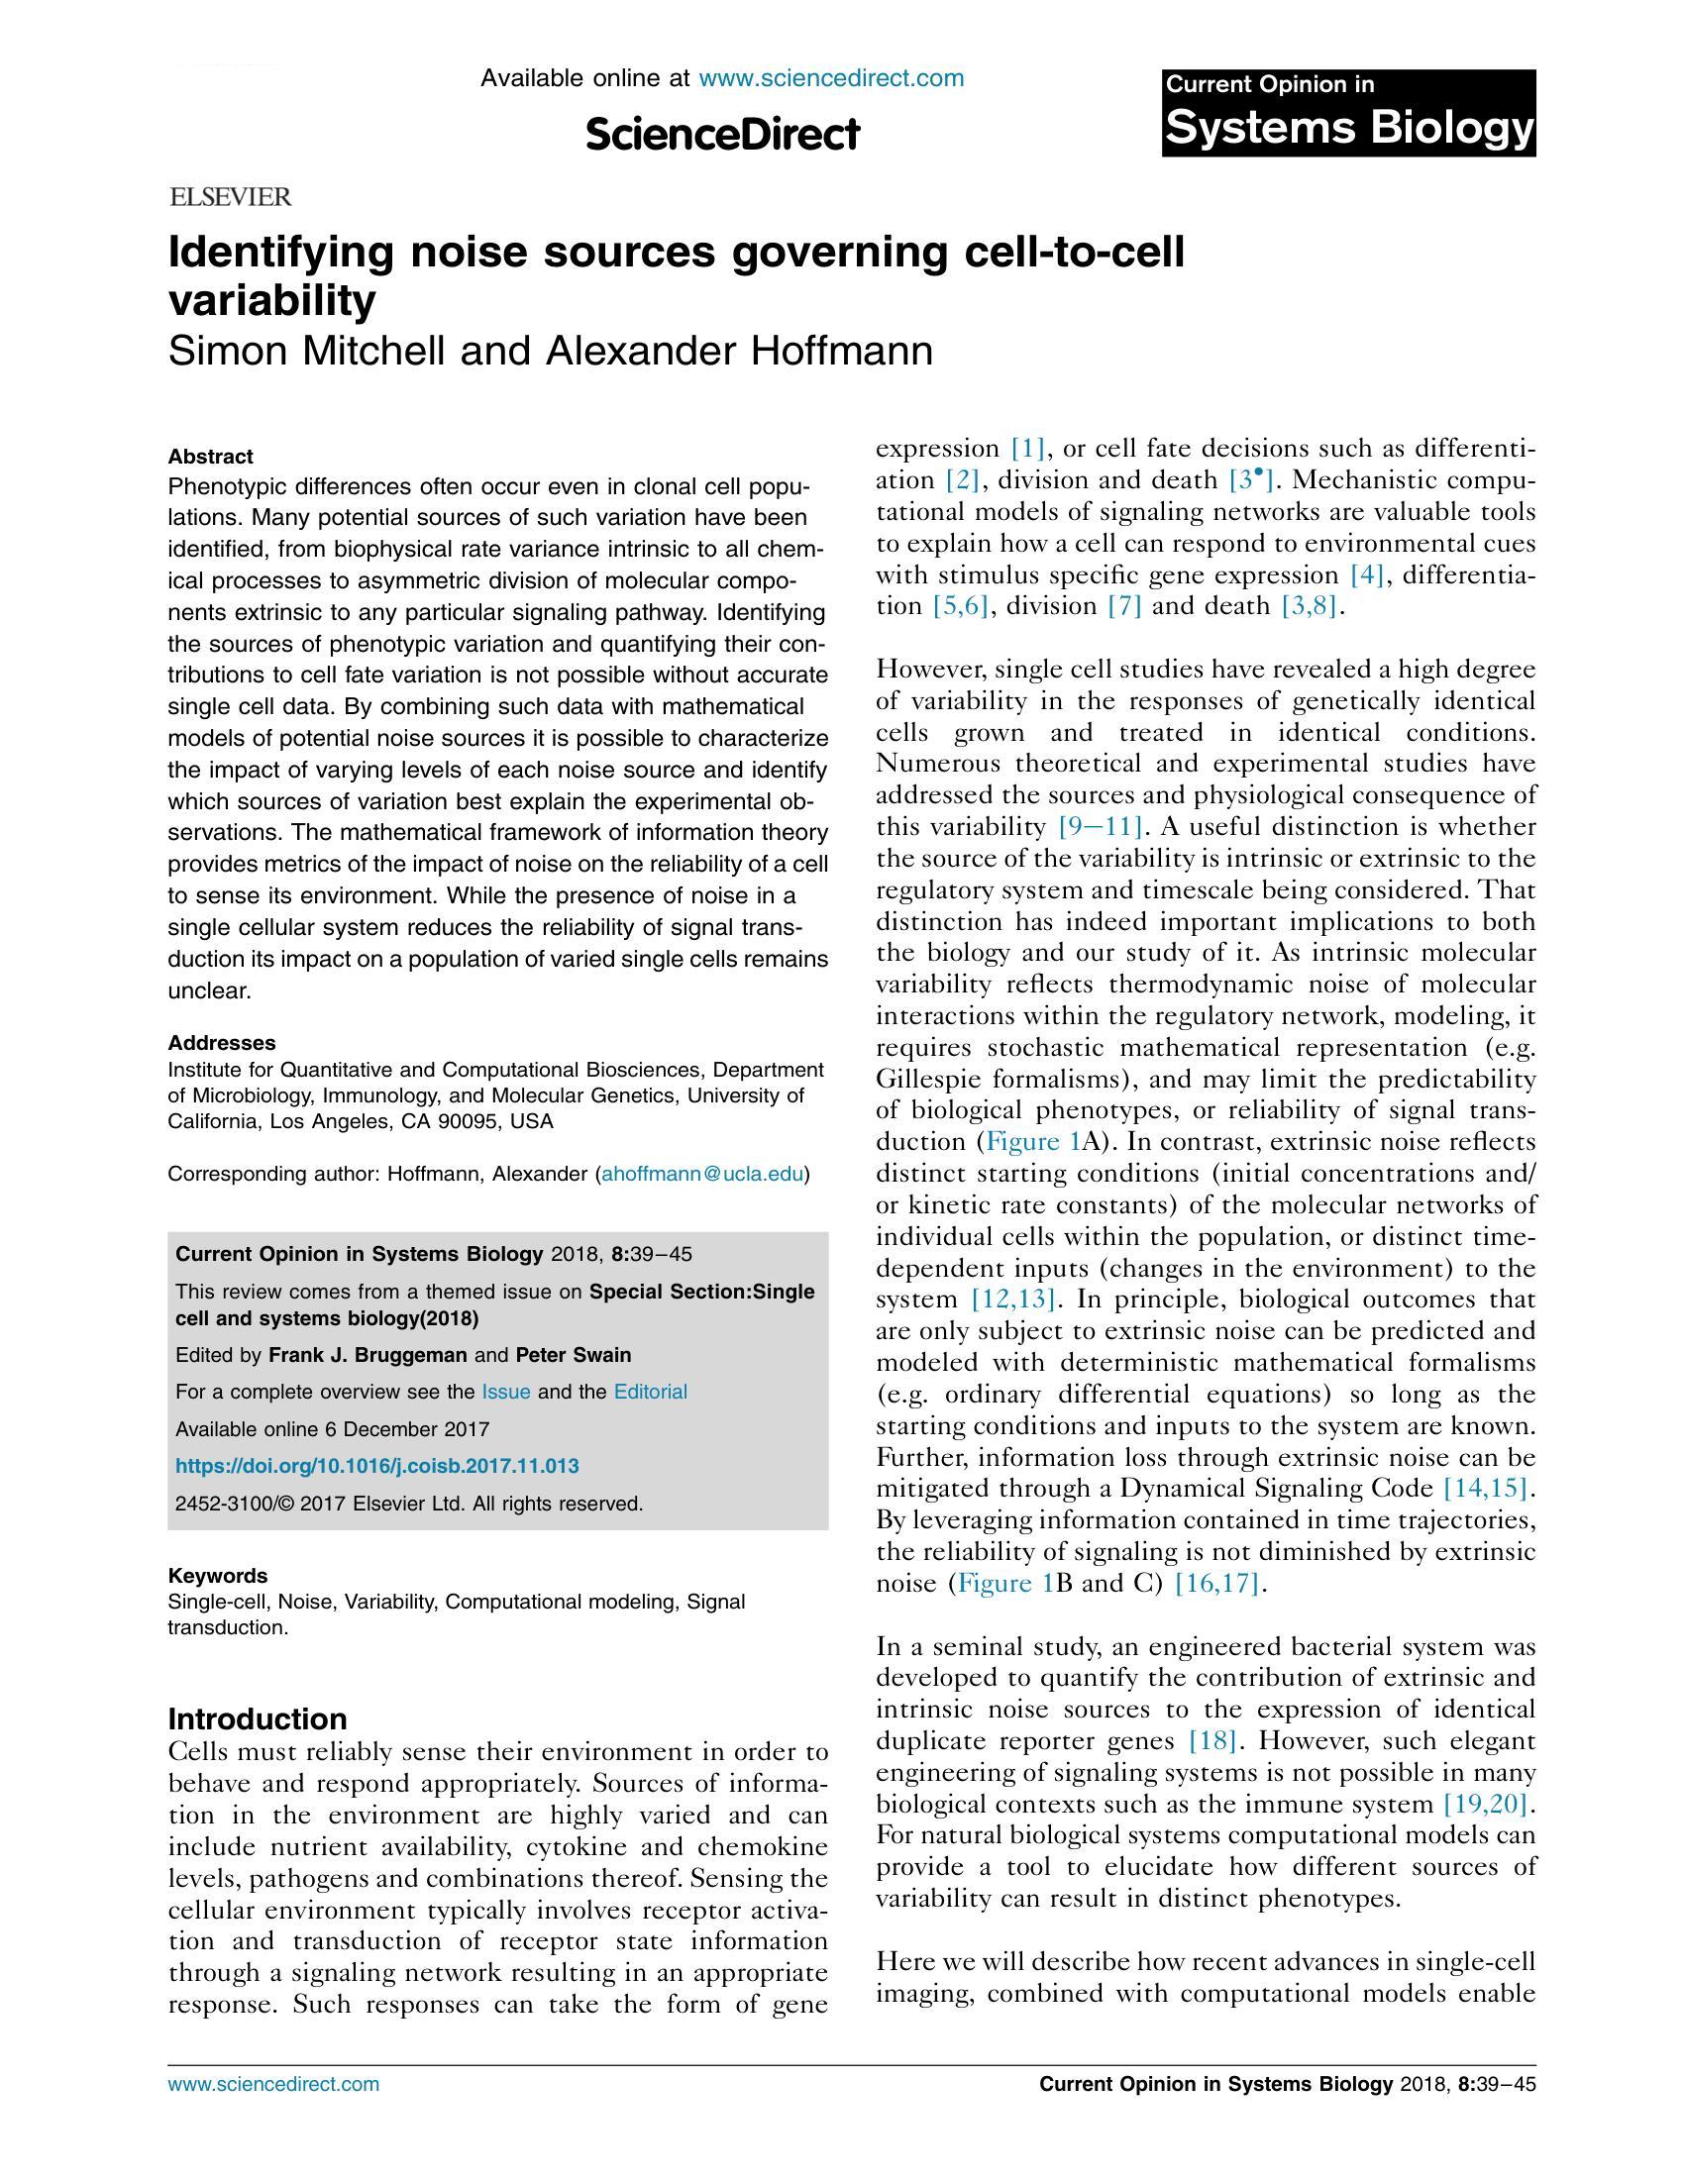 Available online at www.sciencedirect.com
ScienceDirect
Current Opinion in
Systems Biology
ELSEVIER
Identifying noise sources governing cell-to-cell
variability
Simon Mitchell and Alexander Hoffmann
Abstract
Phenotypic differences often occur even in clonal cell popu-
lations. Many potential sources of such variation have been
identified, from biophysical rate variance intrinsic to all chem-
ical processes to asymmetric division of molecular compo-
nents extrinsic to any particular signaling pathway. Identifying
the sources of phenotypic variation and quantifying their con-
tributions to cell fate variation is not possible without accurate
single cell data. By combining such data with mathematical
models of potential noise sources it is possible to characterize
the impact of varying levels of each noise source and identify
which sources of variation best explain the experimental ob-
servations. The mathematical framework of information theory
provides metrics of the impact of noise on the reliability of a cell
to sense its environment. While the presence of noise in a
single cellular system reduces the reliability of signal trans-
duction its impact on a population of varied single cells remains
unclear.
Addresses
Institute for Quantitative and Computational Biosciences, Department
of Microbiology, Immunology, and Molecular Genetics, University of
California, Los Angeles, CA 90095, USA
Corresponding author: Hoffmann, Alexander (ahoffmann@ucla.edu)
Current Opinion in Systems Biology 2018, 8:39–45
This review comes from a themed issue on Special Section:Single
cell and systems biology(2018)
Edited by Frank J. Bruggeman and Peter Swain
For a complete overview see the Issue and the Editorial
Available online 6 December 2017
https://doi.org/10.1016/j.coisb.2017.11.013
2452-3100/© 2017 Elsevier Ltd. All rights reserved.
Keywords
Single-cell, Noise, Variability, Computational modeling, Signal
transduction.
Introduction
Cells must reliably sense their environment in order to
behave and respond appropriately. Sources of informa-
tion in the environment are highly varied and can
include nutrient availability, cytokine and chemokine
levels, pathogens and combinations thereof. Sensing the
cellular environment typically involves receptor activa-
tion and transduction of receptor state information
through a signaling network resulting in an appropriate
response. Such responses can take the form of gene
expression [1], or cell fate decisions such as differenti-
ation [2], division and death [3•]. Mechanistic compu-
tational models of signaling networks are valuable tools
to explain how a cell can respond to environmental cues
with stimulus specific gene expression [4], differentia-
tion [5,6], division [7] and death [3,8].
However, single cell studies have revealed a high degree
of variability in the responses of genetically identical
cells grown and treated in identical conditions.
Numerous theoretical and experimental studies have
addressed the sources and physiological consequence of
this variability [9–11]. A useful distinction is whether
the source of the variability is intrinsic or extrinsic to the
regulatory system and timescale being considered. That
distinction has indeed important implications to both
the biology and our study of it. As intrinsic molecular
variability reflects thermodynamic noise of molecular
interactions within the regulatory network, modeling, it
requires stochastic mathematical representation (e.g.
Gillespie formalisms), and may limit the predictability
of biological phenotypes, or reliability of signal trans-
duction (Figure 1A). In contrast, extrinsic noise reflects
distinct starting conditions (initial concentrations and/
or kinetic rate constants) of the molecular networks of
individual cells within the population, or distinct time-
dependent inputs (changes in the environment) to the
system [12,13]. In principle, biological outcomes that
are only subject to extrinsic noise can be predicted and
modeled with deterministic mathematical formalisms
(e.g. ordinary differential equations) so long as the
starting conditions and inputs to the system are known.
Further, information loss through extrinsic noise can be
mitigated through a Dynamical Signaling Code [14,15].
By leveraging information contained in time trajectories,
the reliability of signaling is not diminished by extrinsic
noise (Figure 1B and C) [16,17].
In a seminal study, an engineered bacterial system was
developed to quantify the contribution of extrinsic and
intrinsic noise sources to the expression of identical
duplicate reporter genes [18]. However, such elegant
engineering of signaling systems is not possible in many
biological contexts such as the immune system [19,20].
For natural biological systems computational models can
provide a tool to elucidate how different sources of
variability can result in distinct phenotypes.
Here we will describe how recent advances in single-cell
imaging, combined with computational models enable
www.sciencedirect.com
Current Opinion in Systems Biology 2018, 8:39–45